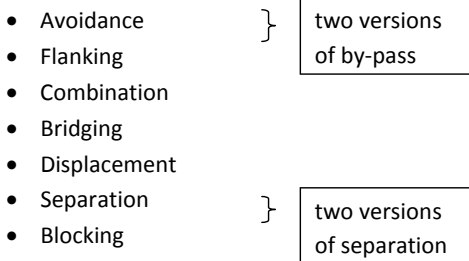 • Avoidance } two versions
• Flanking of by-pass
• Combination
• Bridging
• Displacement
• Separation } two versions
• Blocking of separation